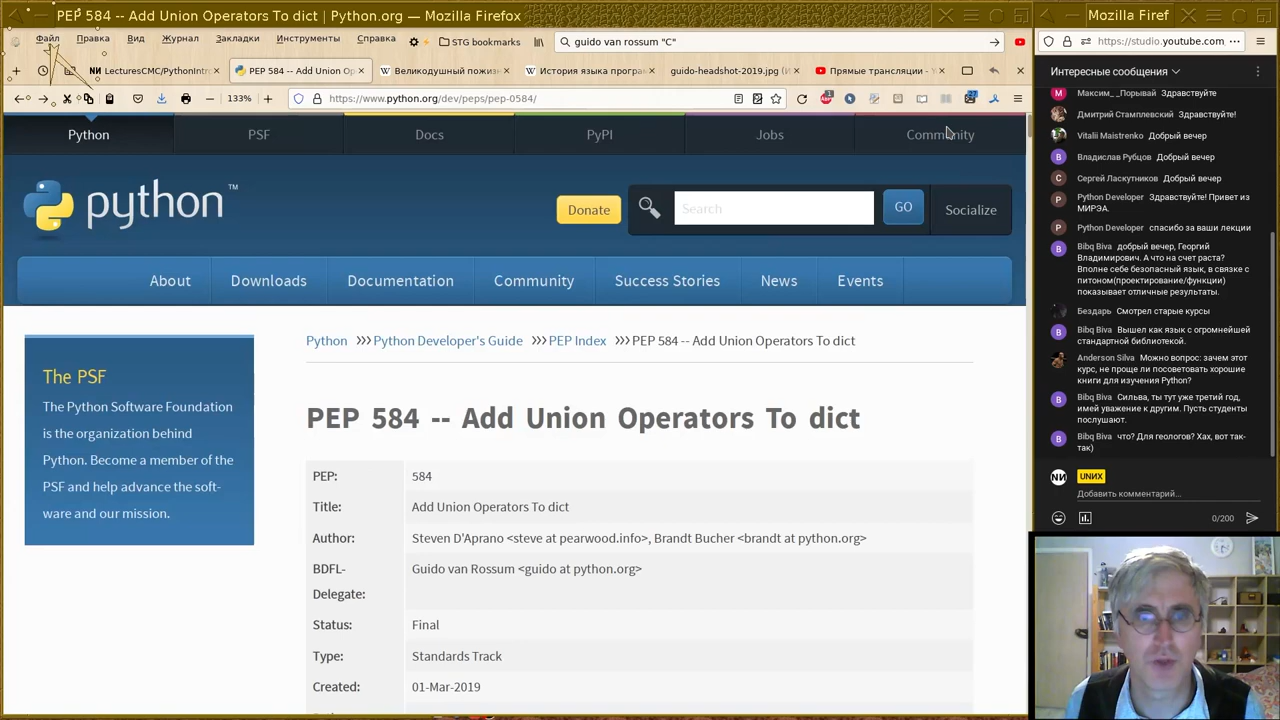 PEP 584 -- Add Union Operators To dict | Python.org — Mozilla Firefox
Файл Правка Вид Журнал Закладки Инструменты Справка
STG bookmarks
guido van rossum "C"
LecturesCMC/PythonIntro
PEP 584 -- Add Union Op
Великодушный пожизн
История языка програм
guido-headshot-2019.jpg (
Прямые трансляции - Y
133%
https://www.python.org/dev/peps/pep-0584/
Python PSF Docs PyPI Jobs Community
python™
Donate
Search
GO
Socialize
About Downloads Documentation Community Success Stories News Events
The PSF
The Python Software Foundation
is the organization behind
Python. Become a member of the
PSF and help advance the soft-
ware and our mission.
Python >>> Python Developer's Guide >>> PEP Index >>> PEP 584 -- Add Union Operators To dict
PEP 584 -- Add Union Operators To dict
PEP: 584
Title: Add Union Operators To dict
Author: Steven D'Aprano <steve at pearwood.info>, Brandt Bucher <brandt at python.org>
BDFL-
Delegate: Guido van Rossum <guido at python.org>
Status: Final
Type: Standards Track
Created: 01-Mar-2019
Mozilla Firef
https://studio.youtube.com
Интересные сообщения
Максим_ _Порывай Здравствуйте
Дмитрий Стамплевский Здравствуйте!
Vitalii Maistrenko Добрый вечер
Владислав Рубцов Добрый вечер
Сергей Ласкутников Добрый вечер
Python Developer Здравствуйте! Привет из
МИРЭА.
Python Developer спасибо за ваши лекции
Bibq Biva добрый вечер, Георгий
Владимирович. А что на счет раста?
Вполне себе безопасный язык, в связке с
питоном(проектирование/функции)
показывает отличные результаты.
Бездарь Смотрел старые курсы
Bibq Biva Вышел как язык с огромнейшей
стандартной библиотекой.
Anderson Silva Можно вопрос: зачем этот
курс, не проще ли посоветовать хорошие
книги для изучения Python?
Bibq Biva Сильва, ты тут уже третий год,
имей уважение к другим. Пусть студенты
послушают.
Bibq Biva что? Для геологов? Хах, вот так-
так)
UNИX
Добавить комментарий...
0/200